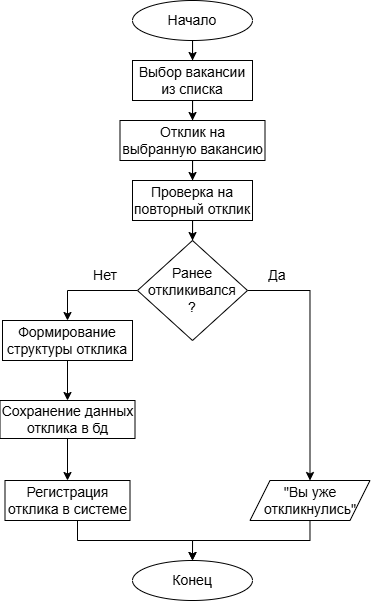 Начало
Выбор вакансии
из списка
Отклик на
выбранную вакансию
Проверка на
повторный отклик
Нет
Ранее
откликивался
?
Да
Формирование
структуры отклика
Сохранение данных
отклика в бд
Регистрация
отклика в системе
"Вы уже
откликнулись"
Конец